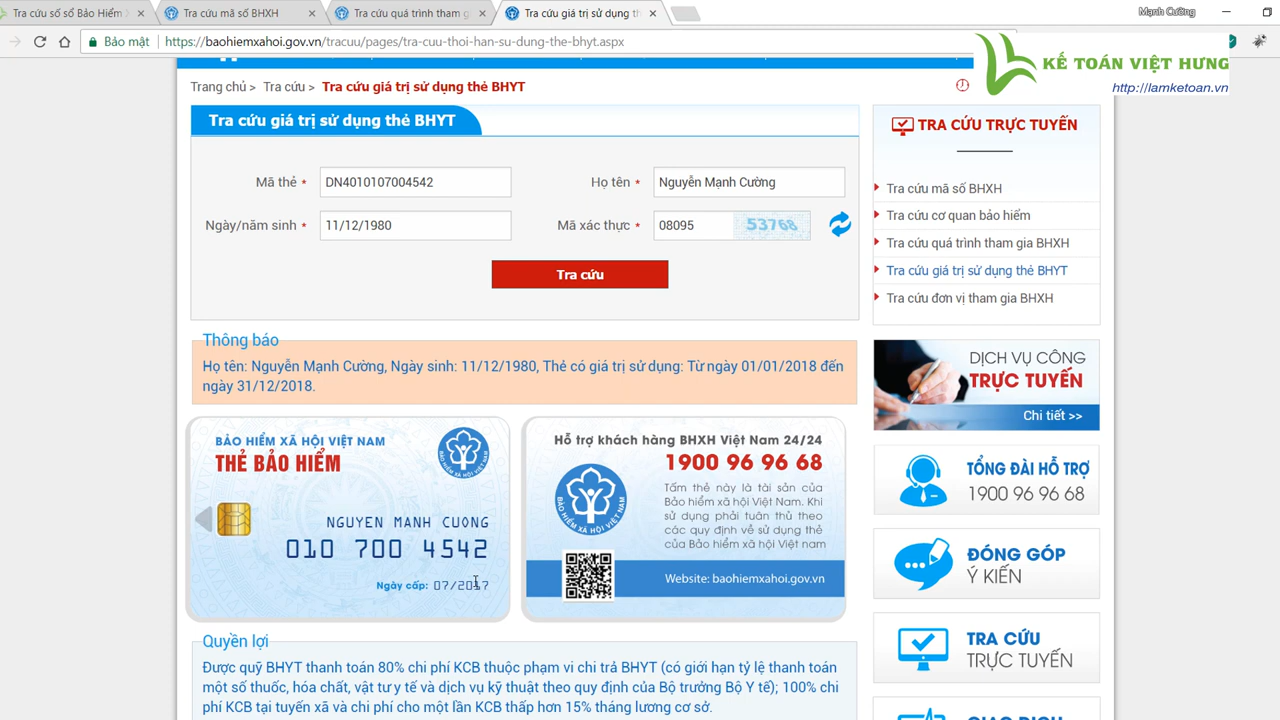 Tra cứu số sổ Bảo Hiểm
Tra cứu mã số BHXH
Tra cứu quá trình tham g
Tra cứu giá trị sử dụng th
Mạnh Cường
Bảo mật
https://baohiemxahoi.gov.vn/tracuu/pages/tra-cuu-thoi-han-su-dung-the-bhyt.aspx
KẾ TOÁN VIỆT HƯNG
http://lamketoan.vn
Trang chủ > Tra cứu > Tra cứu giá trị sử dụng thẻ BHYT
Tra cứu giá trị sử dụng thẻ BHYT
Mã thẻ * DN4010107004542 Họ tên * Nguyễn Mạnh Cường
Ngày/năm sinh * 11/12/1980 Mã xác thực * 08095 53768
Tra cứu
Thông báo
Họ tên: Nguyễn Mạnh Cường, Ngày sinh: 11/12/1980, Thẻ có giá trị sử dụng: Từ ngày 01/01/2018 đến
ngày 31/12/2018.
BẢO HIỂM XÃ HỘI VIỆT NAM
THẺ BẢO HIỂM
BẢO HIỂM XÃ HỘI VIỆT NAM
NGUYEN MANH CUONG
010 700 4542
Ngày cấp: 07/2017
Hỗ trợ khách hàng BHXH Việt Nam 24/24
1900 96 96 68
BẢO HIỂM XÃ HỘI VIỆT NAM
Tấm thẻ này là tài sản của
Bảo hiểm xã hội Việt Nam. Khi
sử dụng phải tuân thủ theo
các quy định về sử dụng thẻ
của Bảo hiểm xã hội Việt nam
Website: baohiemxahoi.gov.vn
Quyền lợi
Được quỹ BHYT thanh toán 80% chi phí KCB thuộc phạm vi chi trả BHYT (có giới hạn tỷ lệ thanh toán
một số thuốc, hóa chất, vật tư y tế và dịch vụ kỹ thuật theo quy định của Bộ trưởng Bộ Y tế); 100% chi
phí KCB tại tuyến xã và chi phí cho một lần KCB thấp hơn 15% tháng lương cơ sở.
TRA CỨU TRỰC TUYẾN
Tra cứu mã số BHXH
Tra cứu cơ quan bảo hiểm
Tra cứu quá trình tham gia BHXH
Tra cứu giá trị sử dụng thẻ BHYT
Tra cứu đơn vị tham gia BHXH
DỊCH VỤ CÔNG
TRỰC TUYẾN
Chi tiết >>
TỔNG ĐÀI HỖ TRỢ
1900 96 96 68
ĐÓNG GÓP
Ý KIẾN
TRA CỨU
TRỰC TUYẾN
GIAO DỊCH